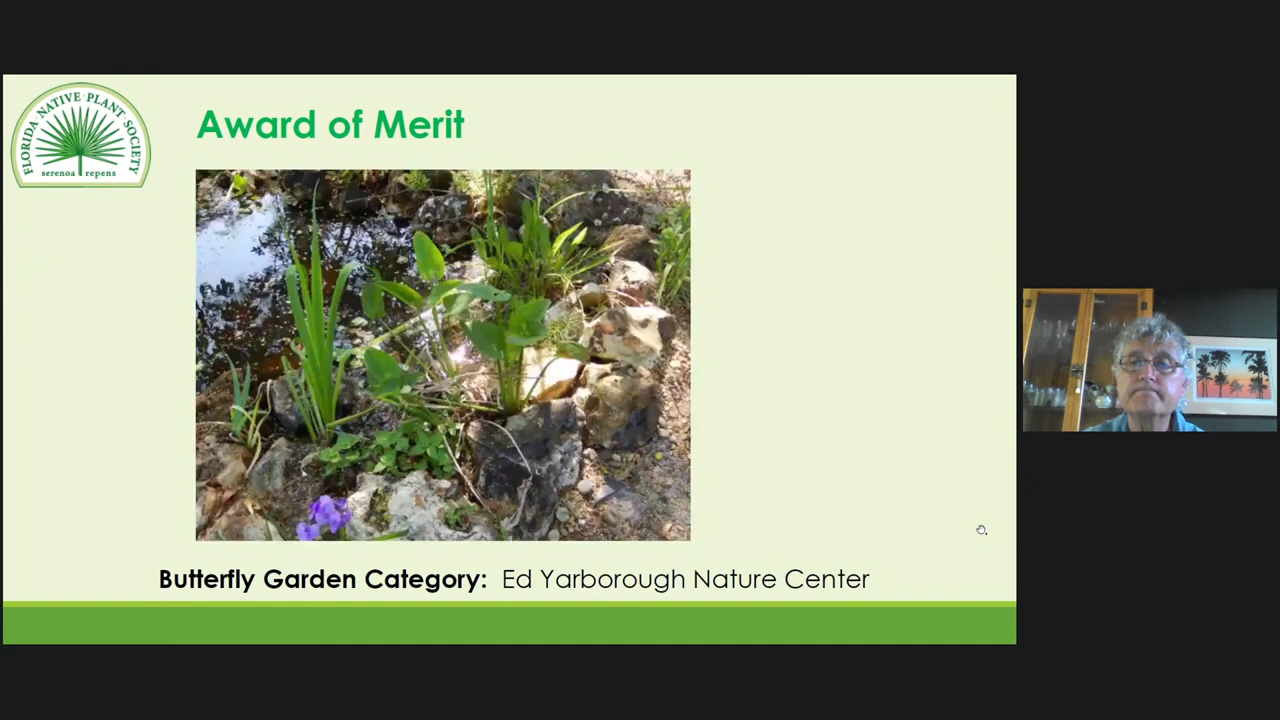 FLORIDA NATIVE PLANT SOCIETY
serenoa repens
Award of Merit
Butterfly Garden Category: Ed Yarborough Nature Center